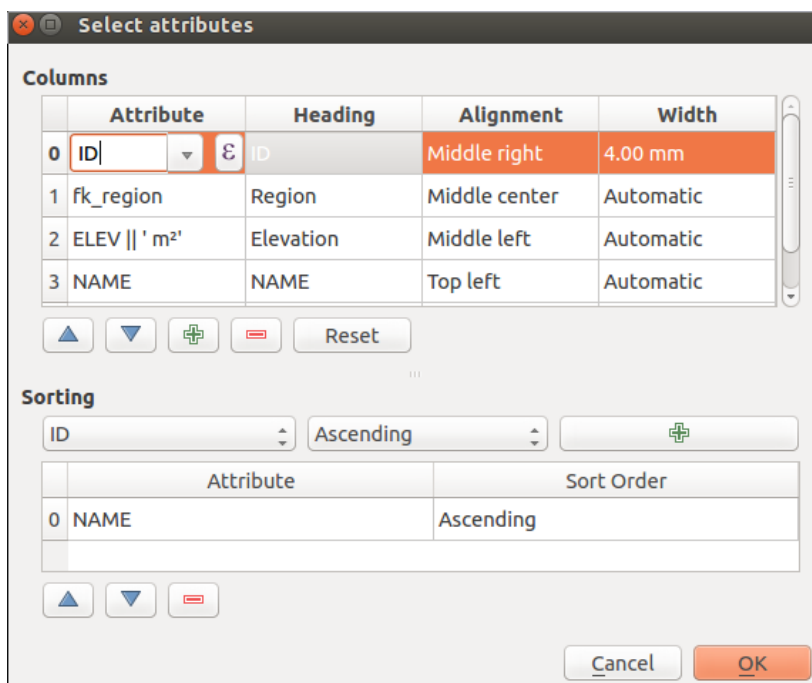 Select attributes
Columns
Attribute Heading Alignment Width
0 ID ε ID Middle right 4.00 mm
1 fk_region Region Middle center Automatic
2 ELEV || ' m²' Elevation Middle left Automatic
3 NAME NAME Top left Automatic
Reset
Sorting
ID Ascending
Attribute Sort Order
0 NAME Ascending
Cancel OK